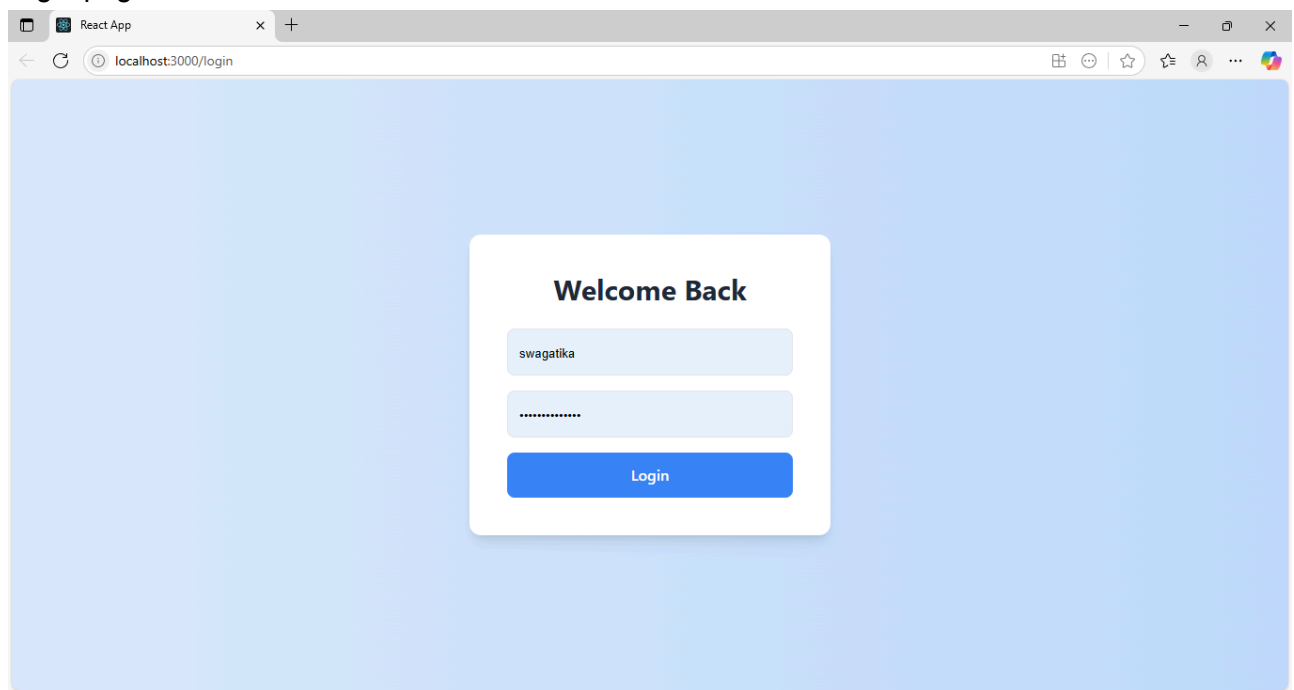 React App
localhost:3000/login
Welcome Back
swagatika
••••••••••••••
Login